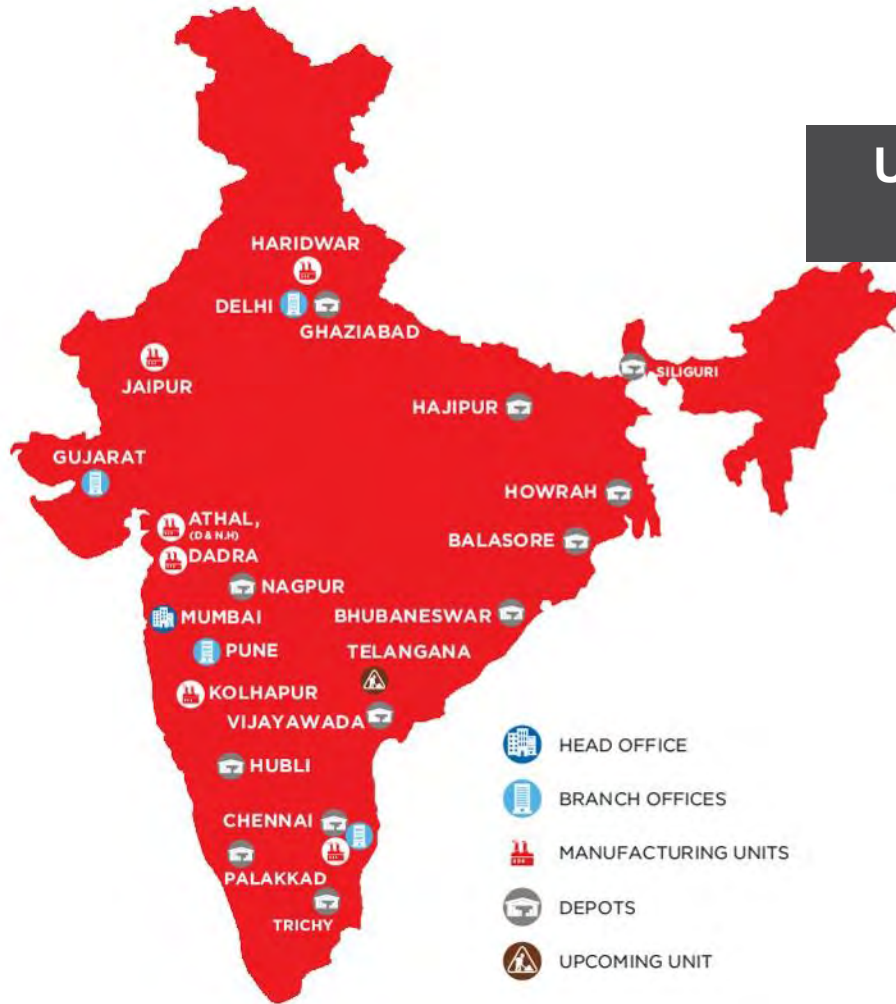 U
HARIDWAR
DELHI
GHAZIABAD
JAIPUR
SILIGURI
HAJIPUR
GUJARAT
HOWRAH
ATHAL,
(D & N.H)
BALASORE
DADRA
NAGPUR
MUMBAI
BHUBANESWAR
PUNE
TELANGANA
KOLHAPUR
VIJAYAWADA
HUBLI
CHENNAI
PALAKKAD
TRICHY
HEAD OFFICE
BRANCH OFFICES
MANUFACTURING UNITS
DEPOTS
UPCOMING UNIT